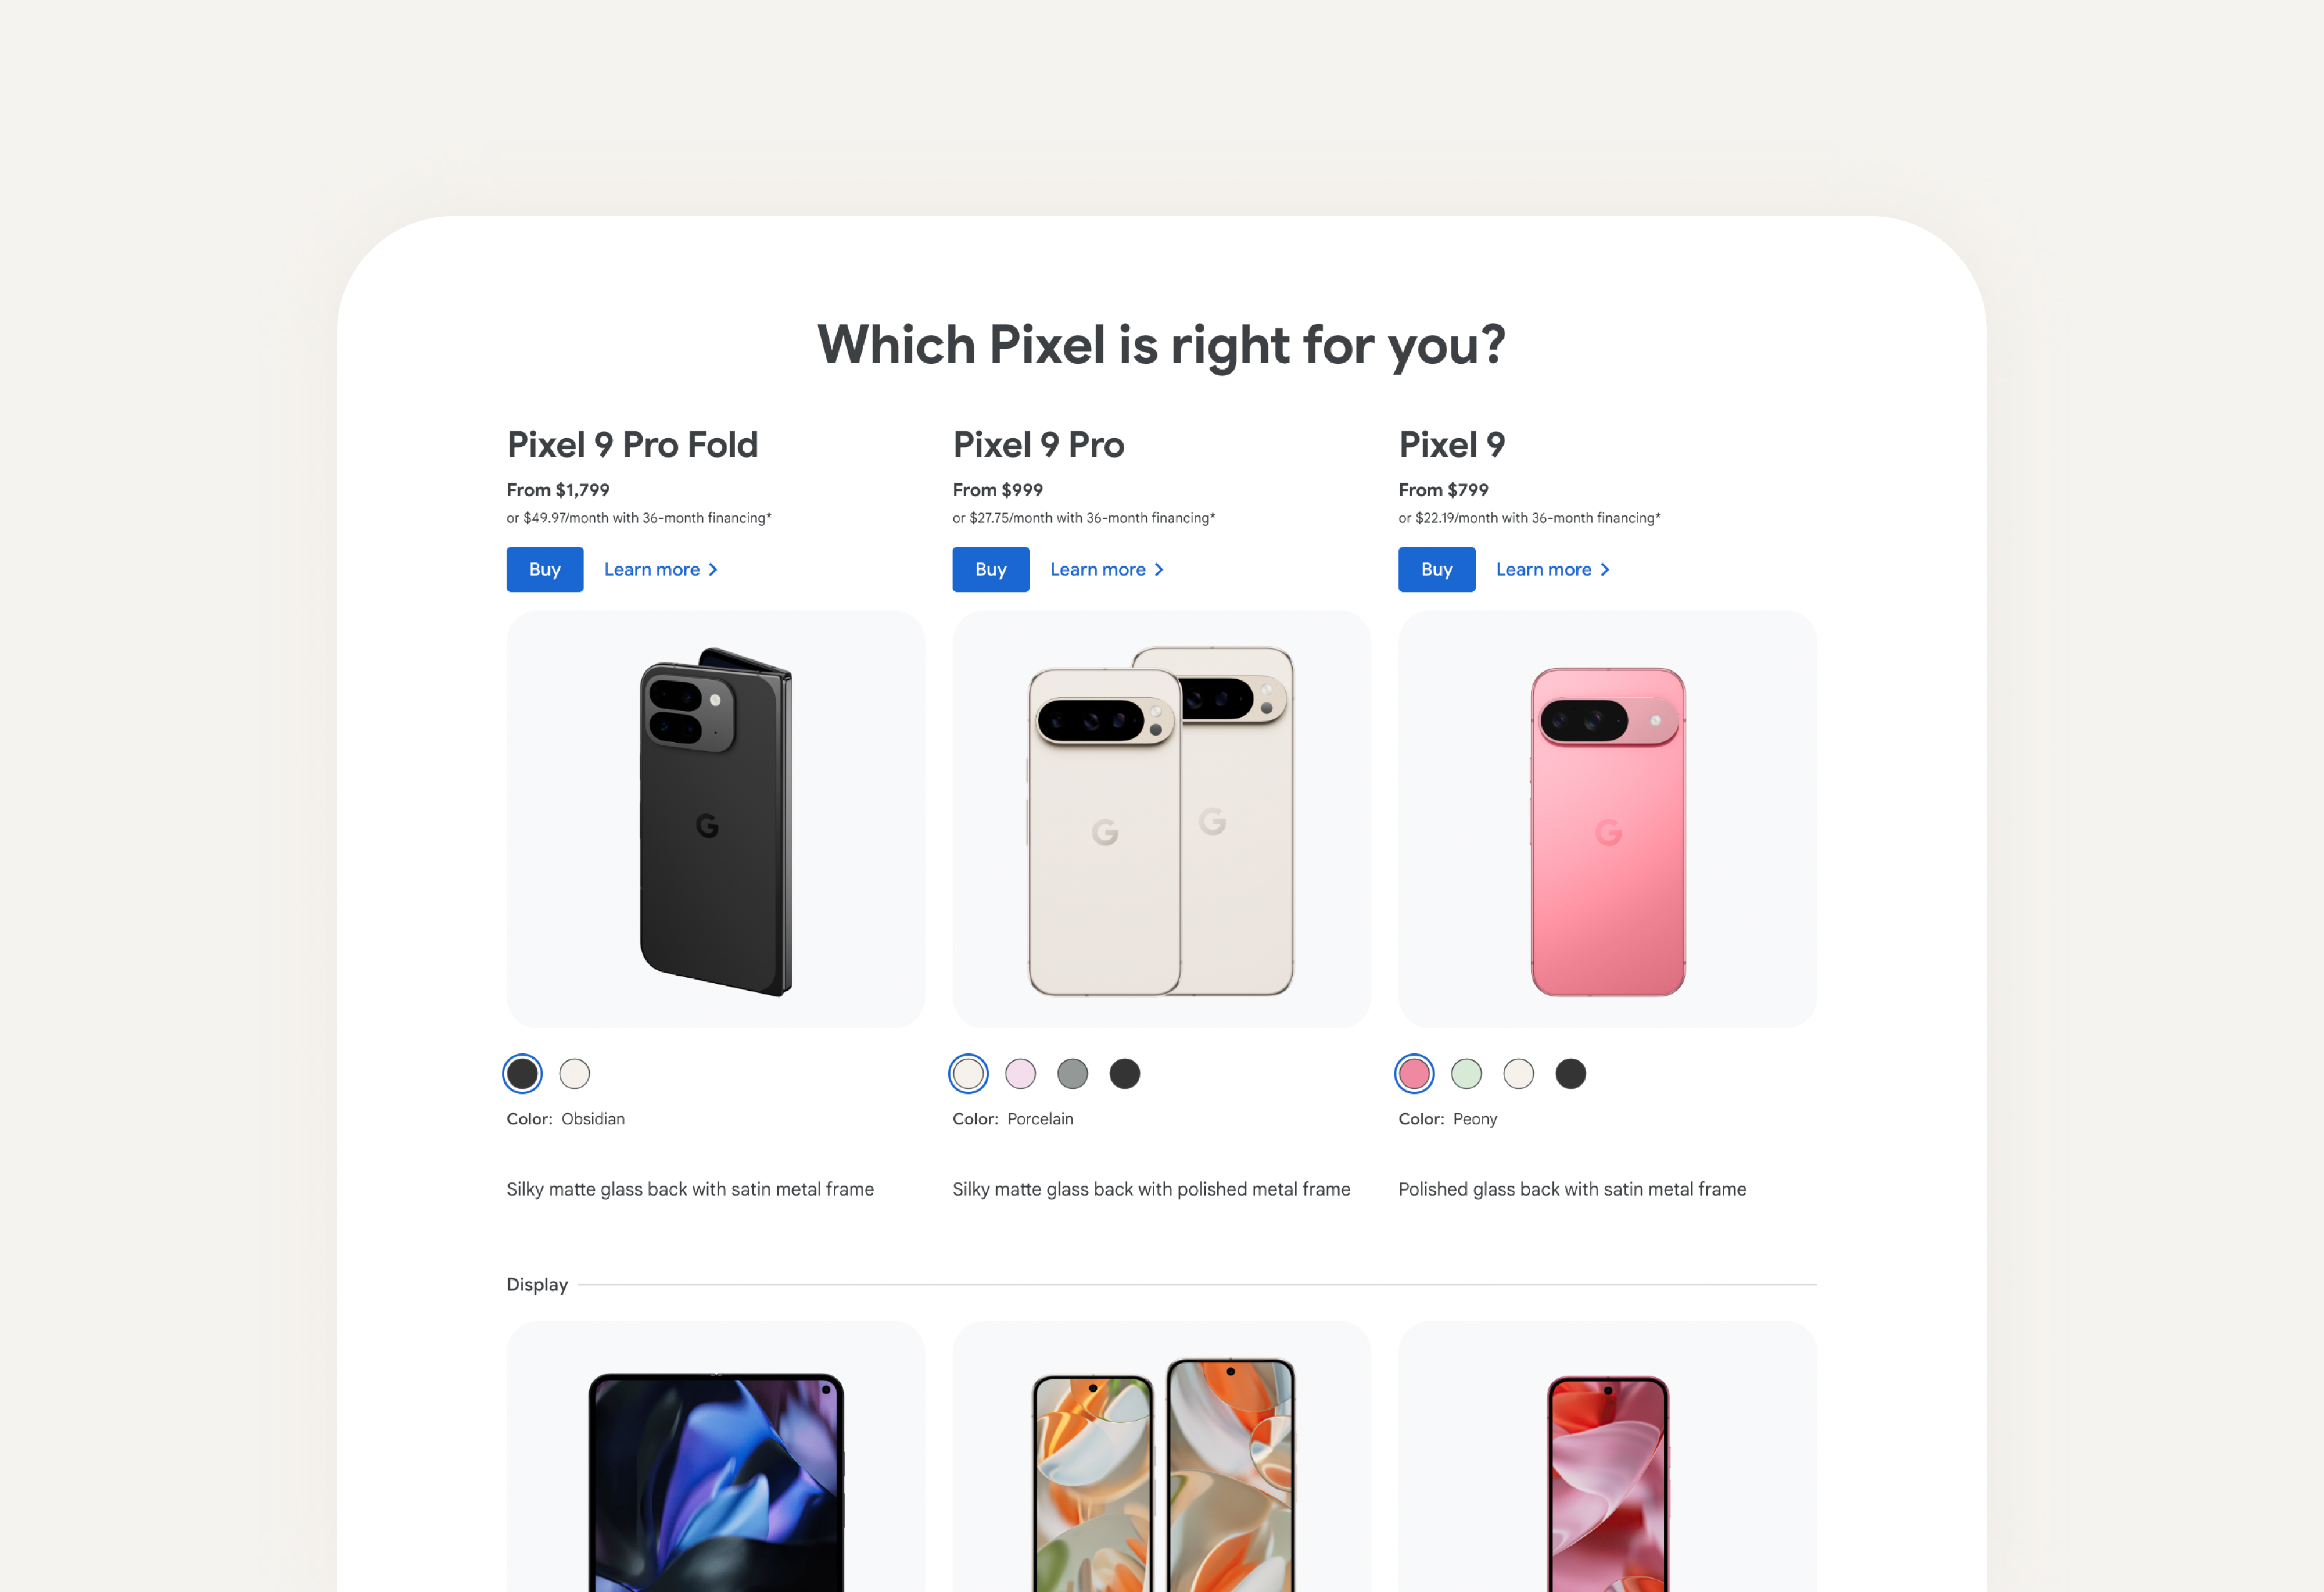 Which Pixel is right for you?
Pixel 9 Pro Fold
From $1,799
or $49.97/month with 36-month financing*
Buy
Learn more
Pixel 9 Pro
From $999
or $27.75/month with 36-month financing*
Buy
Learn more
Pixel 9
From $799
or $22.19/month with 36-month financing*
Buy
Learn more
G
G
G
G
Color: Obsidian
Silky matte glass back with satin metal frame
Color: Porcelain
Silky matte glass back with polished metal frame
Color: Peony
Polished glass back with satin metal frame
Display